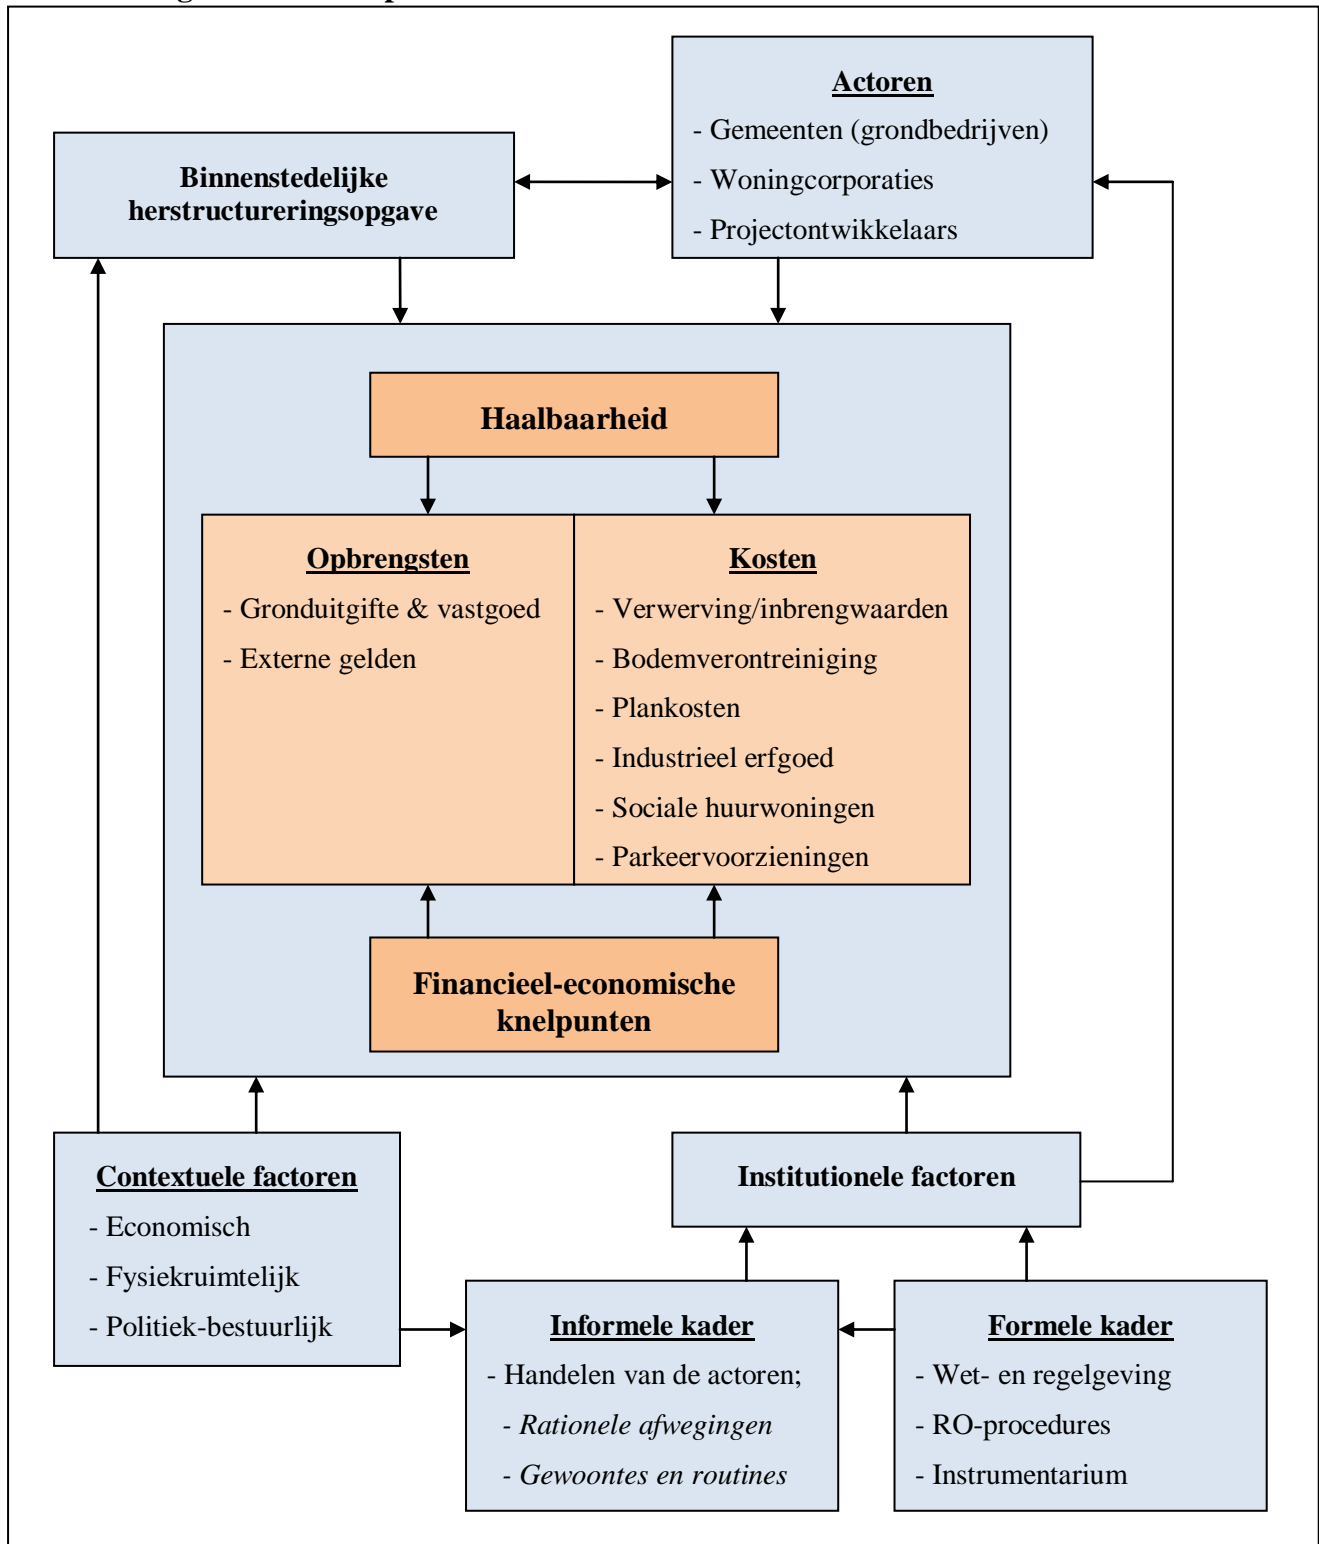 Actoren
- Gemeenten (grondbedrijven)
- Woningcorporaties
- Projectontwikkelaars
Binnenstedelijke
herstructureringsopgave
Haalbaarheid
Opbrengsten
- Gronduitgifte & vastgoed
- Externe gelden
Kosten
- Verwerving/inbrengwaarden
- Bodemverontreiniging
- Plankosten
- Industrieel erfgoed
- Sociale huurwoningen
- Parkeervoorzieningen
Financieel-economische
knelpunten
Contextuele factoren
- Economisch
- Fysiekruimtelijk
- Politiek-bestuurlijk
Institutionele factoren
Informele kader
- Handelen van de actoren;
- Rationele afwegingen
- Gewoontes en routines
Formele kader
- Wet- en regelgeving
- RO-procedures
- Instrumentarium